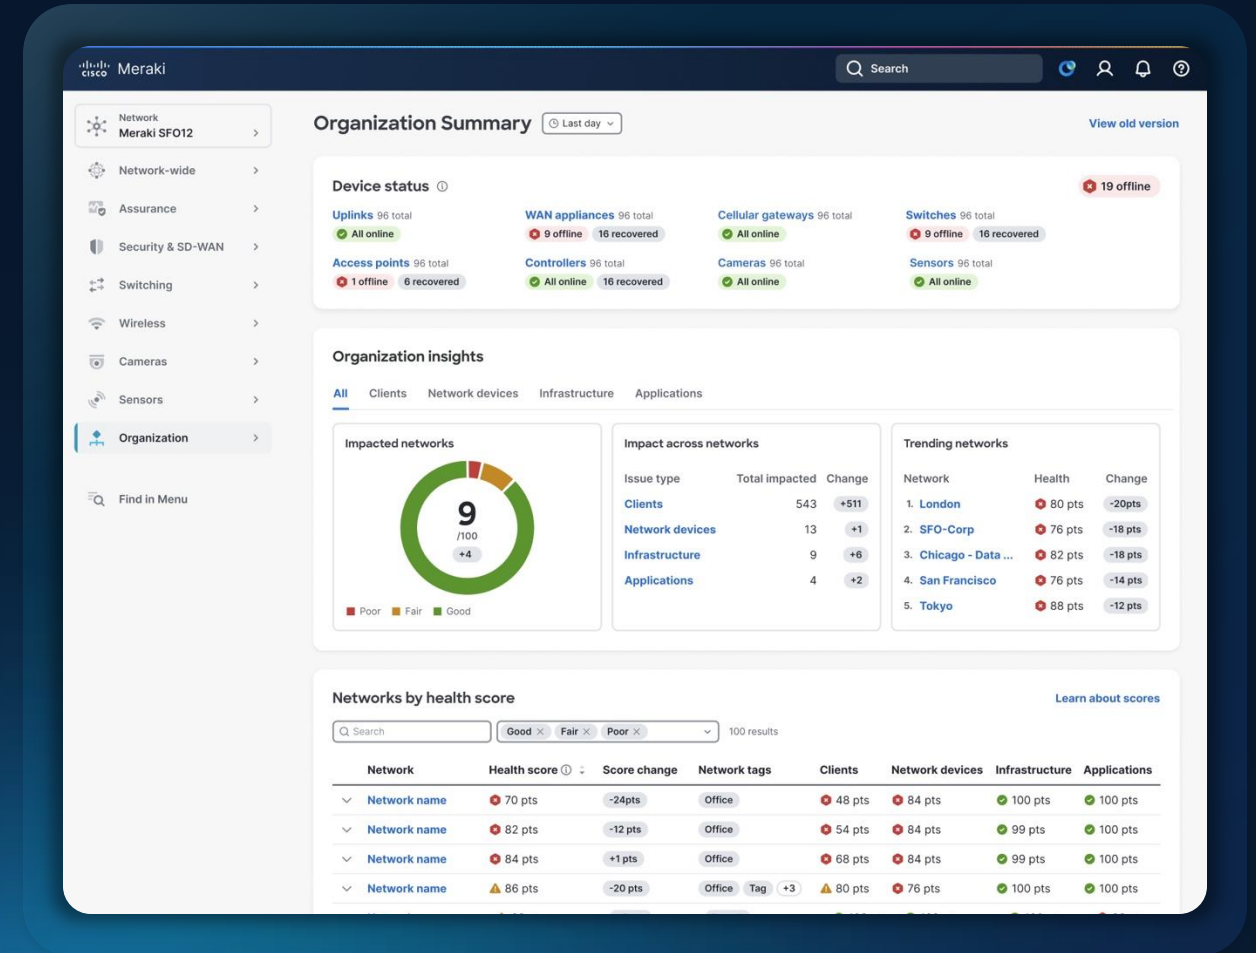 CISCO Meraki
Search
Network
Meraki SFO12
Network-wide
Assurance
Security & SD-WAN
Switching
Wireless
Cameras
Sensors
Organization
Find in Menu
Organization Summary Last day
View old version
Device status
19 offline
Uplinks 96 total WAN appliances 96 total Cellular gateways 96 total Switches 96 total
All online 9 offline 16 recovered All online 9 offline 16 recovered
Access points 96 total Controllers 96 total Cameras 96 total Sensors 96 total
1 offline 6 recovered All online 16 recovered All online All online
Organization insights
All Clients Network devices Infrastructure Applications
Impacted networks
9
/100
+4
Poor Fair Good
Impact across networks
Issue type Total impacted Change
Clients 543 +511
Network devices 13 +1
Infrastructure 9 +6
Applications 4 +2
Trending networks
Network Health Change
1. London 80 pts -20pts
2. SFO-Corp 76 pts -18 pts
3. Chicago - Data ... 82 pts -18 pts
4. San Francisco 76 pts -14 pts
5. Tokyo 88 pts -12 pts
Networks by health score
Learn about scores
Search Good Fair Poor 100 results
Network Health score Score change Network tags Clients Network devices Infrastructure Applications
Network name 70 pts -24pts Office 48 pts 84 pts 100 pts 100 pts
Network name 82 pts -12 pts Office 54 pts 84 pts 99 pts 100 pts
Network name 84 pts +1 pts Office 68 pts 84 pts 99 pts 100 pts
Network name 86 pts -20 pts Office Tag +3 80 pts 76 pts 100 pts 100 pts